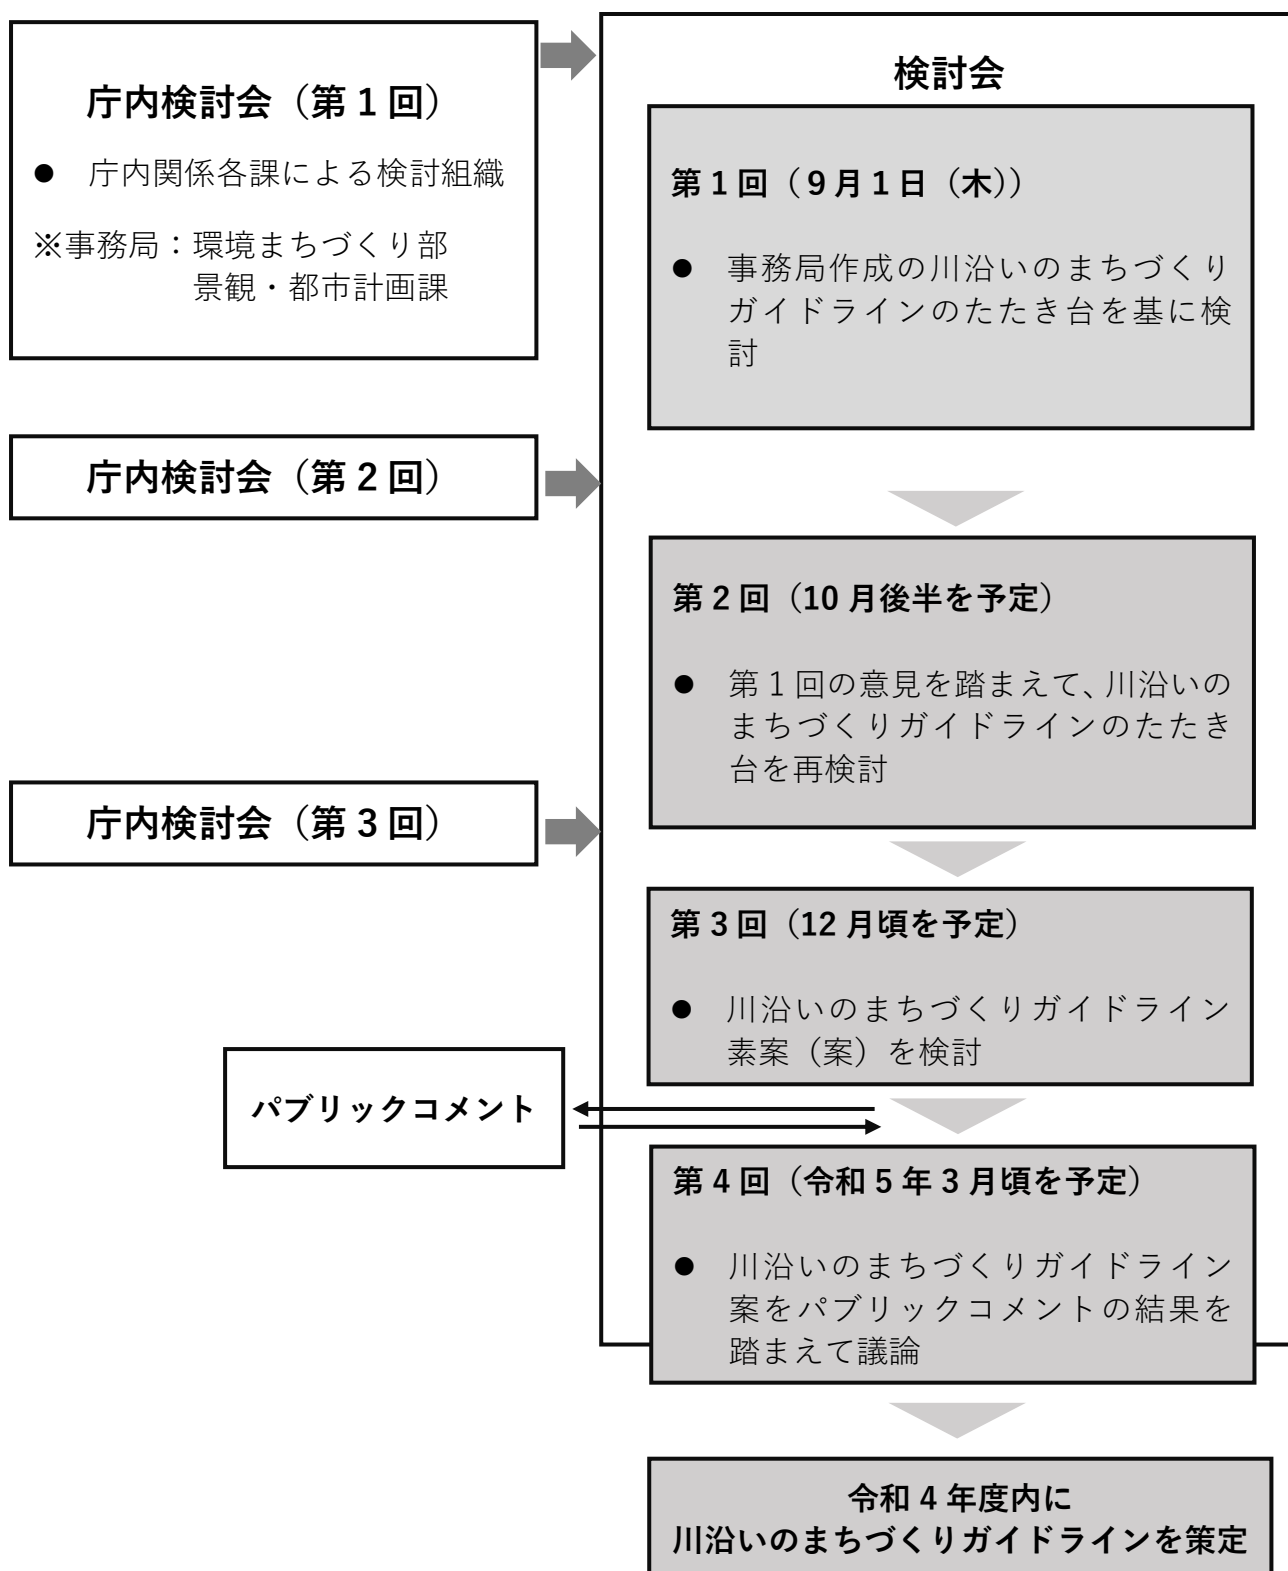 庁内検討会（第1回）
● 庁内関係各課による検討組織
※事務局：環境まちづくり部
景観・都市計画課
庁内検討会（第2回）
庁内検討会（第3回）
検討会
第1回（9月1日（木））
● 事務局作成の川沿いのまちづくり
ガイドラインのたたき台を基に検
討
第2回（10月後半を予定）
● 第1回の意見を踏まえて、川沿いの
まちづくりガイドラインのたたき
台を再検討
第3回（12月頃を予定）
● 川沿いのまちづくりガイドライン
素案（案）を検討
パブリックコメント
第4回（令和5年3月頃を予定）
● 川沿いのまちづくりガイドライン
案をパブリックコメントの結果を
踏まえて議論
令和4年度内に
川沿いのまちづくりガイドラインを策定